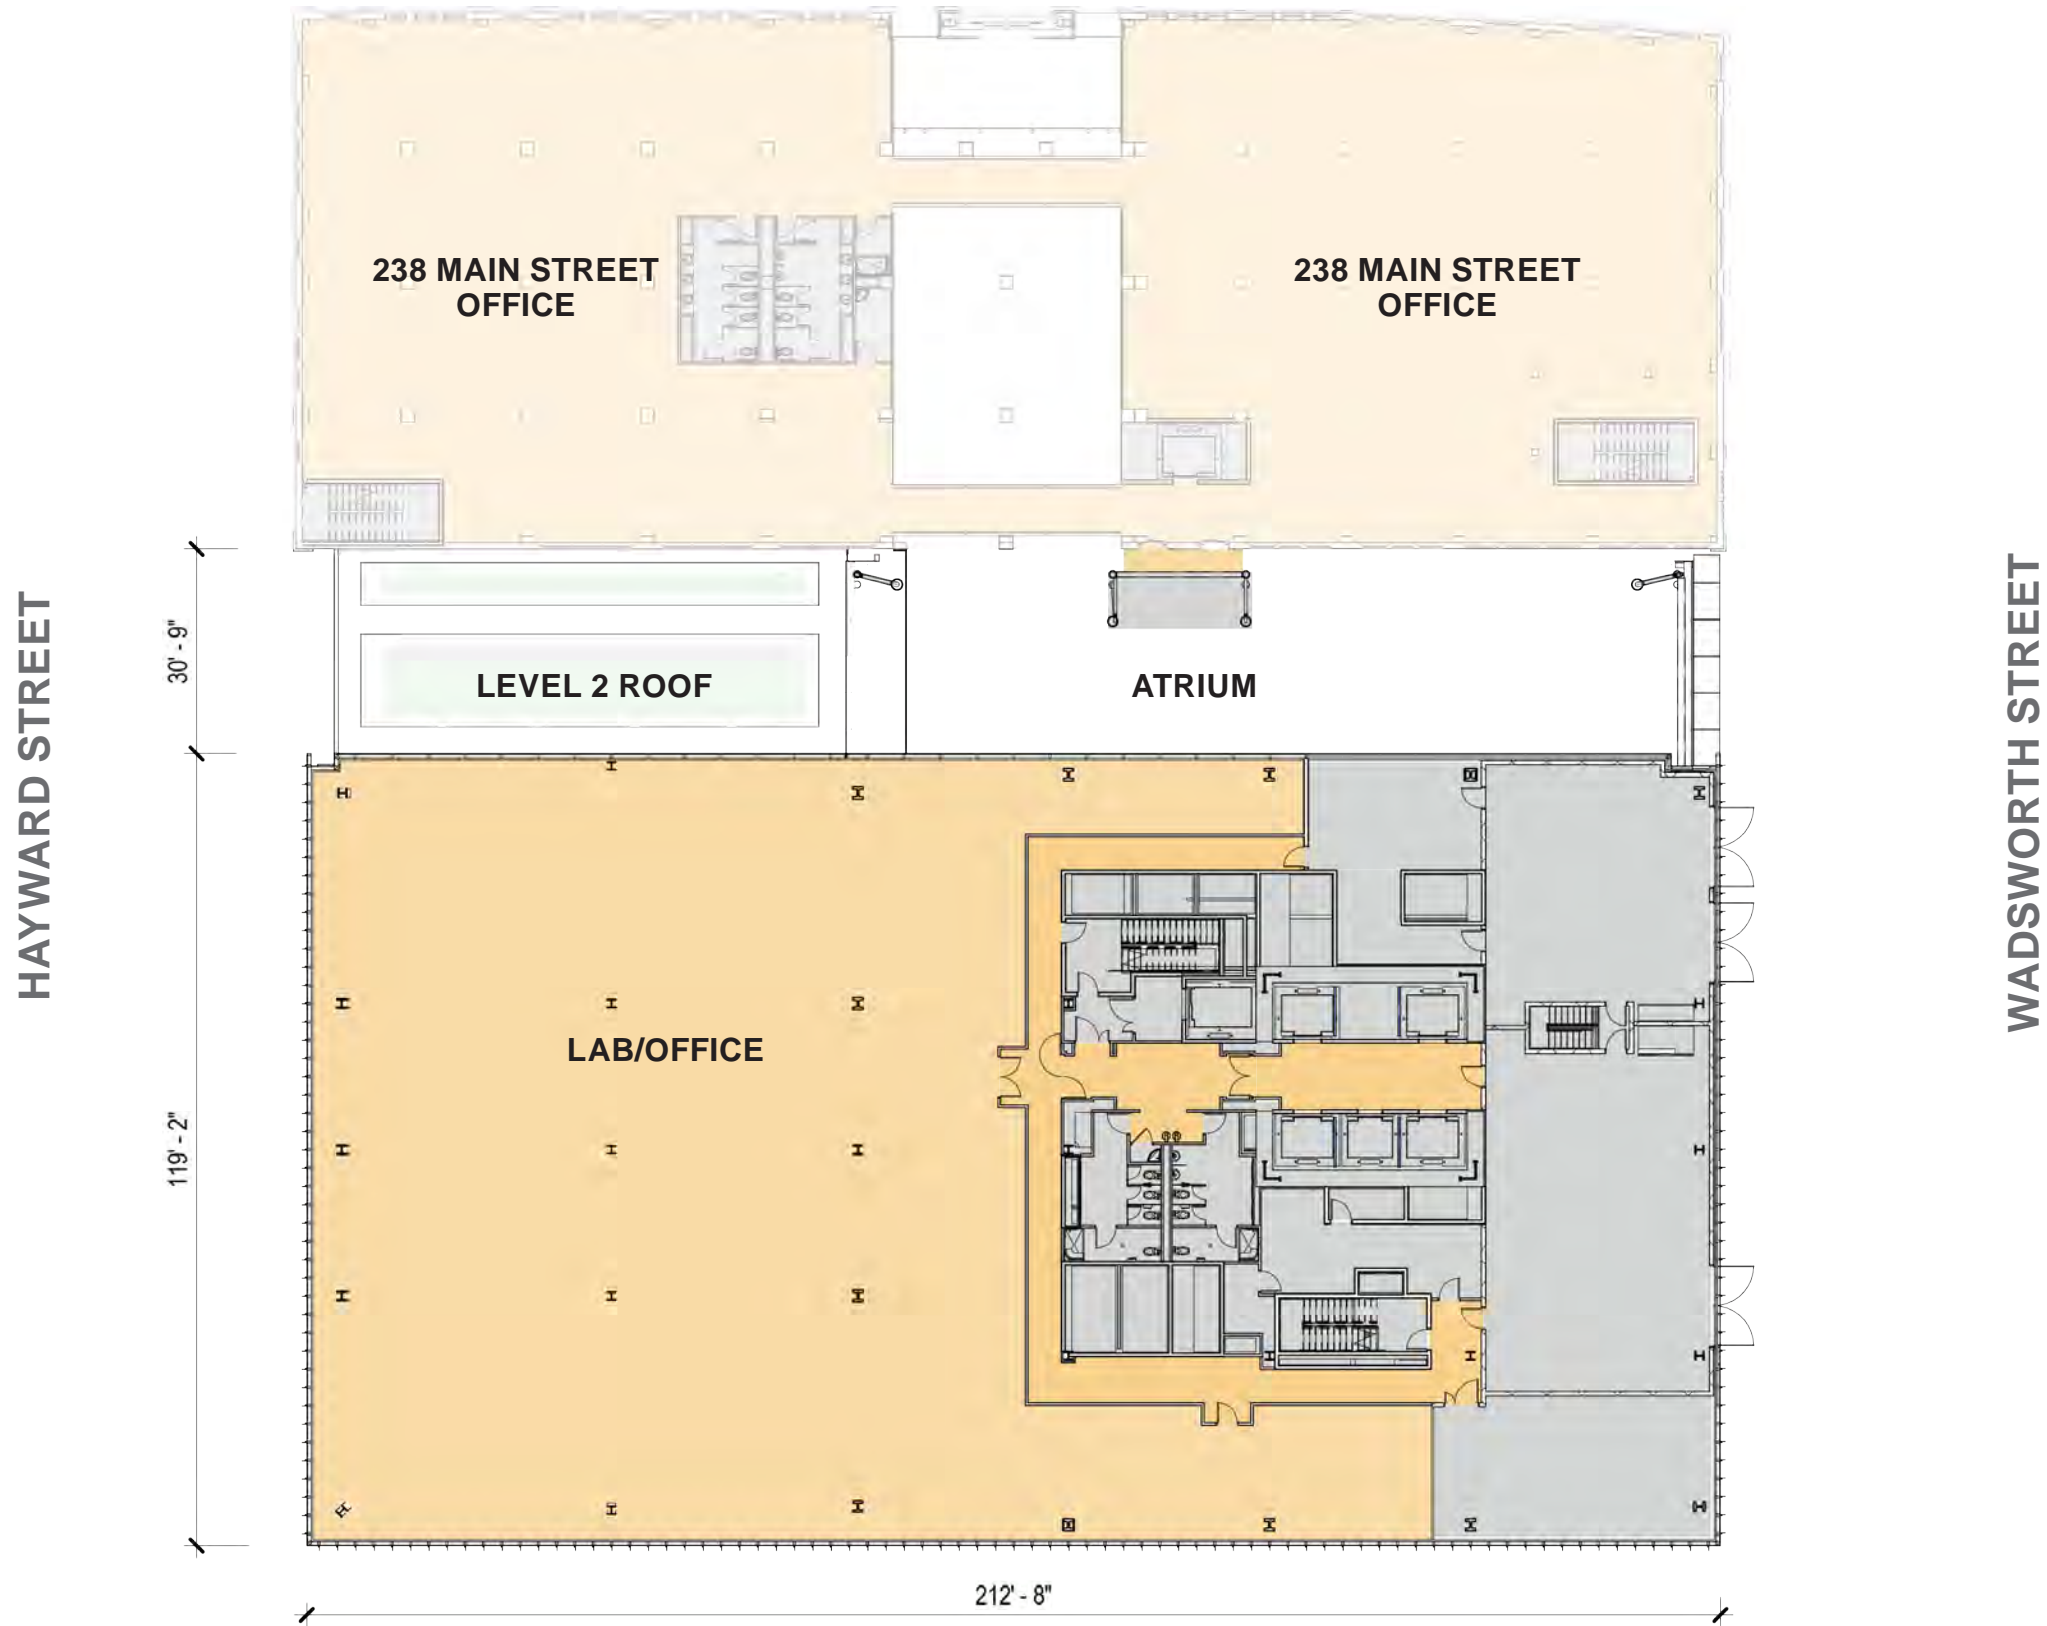 238 MAIN STREET
OFFICE
238 MAIN STREET
OFFICE
HAYWARD STREET
WADSWORTH STREET
30' - 9"
LEVEL 2 ROOF
ATRIUM
LAB/OFFICE
119' - 2"
212' - 8"